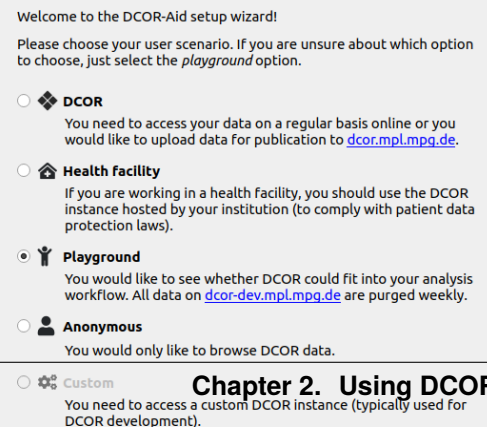 Welcome to the DCOR-Aid setup wizard!
Please choose your user scenario. If you are unsure about which option
to choose, just select the playground option.
DCOR
You need to access your data on a regular basis online or you
would like to upload data for publication to dcor.mpl.mpg.de.
Health facility
If you are working in a health facility, you should use the DCOR
instance hosted by your institution (to comply with patient data
protection laws).
Playground
You would like to see whether DCOR could fit into your analysis
workflow. All data on dcor-dev.mpl.mpg.de are purged weekly.
Anonymous
You would only like to browse DCOR data.
Custom
Chapter 2. Using DCOR
You need to access a custom DCOR instance (typically used for
DCOR development).